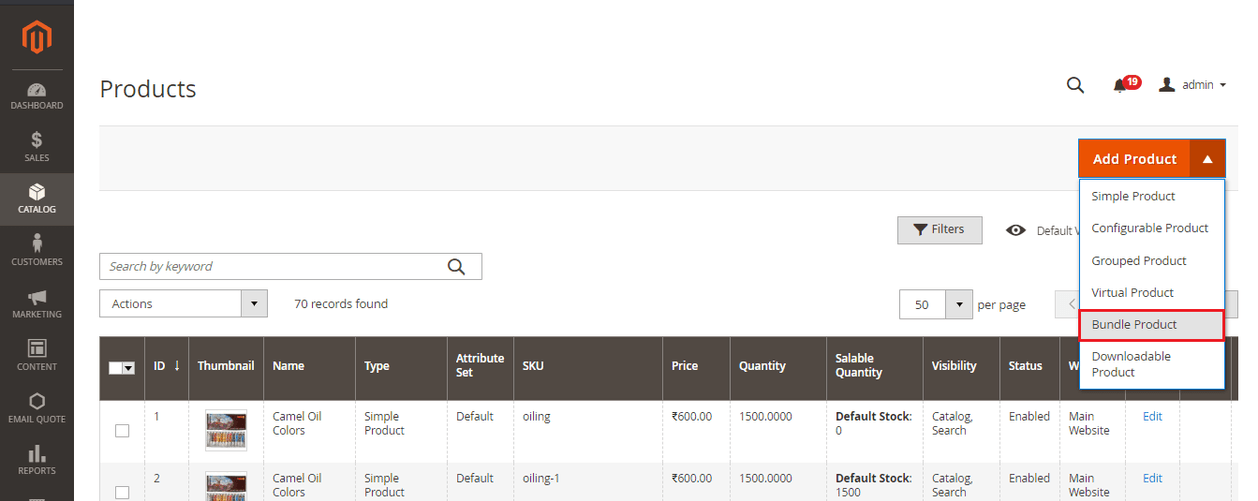 DASHBOARD
SALES
CATALOG
CUSTOMERS
MARKETING
CONTENT
EMAIL QUOTE
REPORTS
Products
19
admin
Add Product
Simple Product
Configurable Product
Grouped Product
Virtual Product
Bundle Product
Downloadable
Product
Filters
Default
Search by keyword
Actions
70 records found
50
per page
ID ↓ Thumbnail Name Type Attribute Set SKU Price Quantity Salable Quantity Visibility Status
1 Camel Oil Colors Simple Product Default oiling ₹600.00 1500.0000 Default Stock: 0 Catalog, Search Enabled Main Website Edit
2 Camel Oil Colors Simple Product Default oiling-1 ₹600.00 1500.0000 Default Stock: 1500 Catalog, Search Enabled Main Website Edit